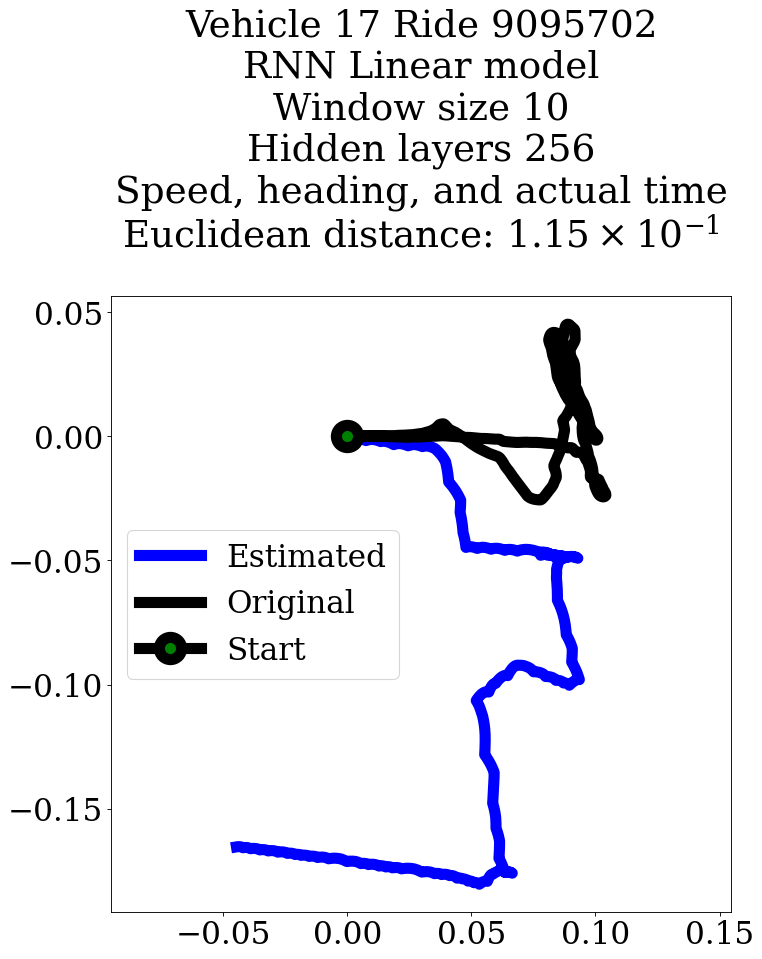 Vehicle 17 Ride 9095702
RNN Linear model
Window size 10
Hidden layers 256
Speed, heading, and actual time
Euclidean distance: 1.15 × 10⁻¹
0.05
0.00
−0.05
−0.10
−0.15
Estimated
Original
Start
−0.05 0.00 0.05 0.10 0.15